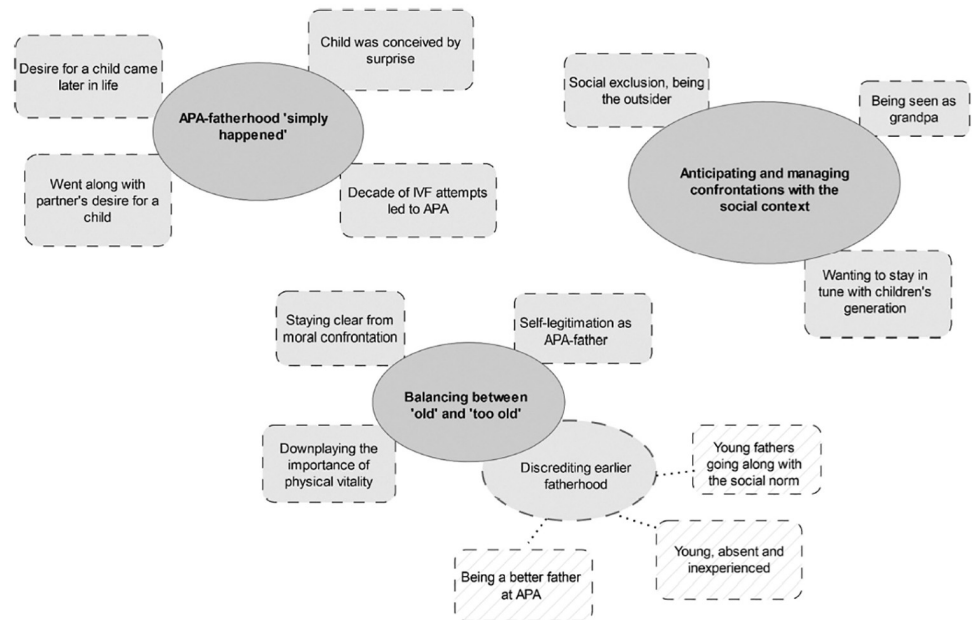 Desire for a child came
later in life
Child was conceived by
surprise
APA-fatherhood 'simply
happened'
Went along with
partner's desire for a
child
Decade of IVF attempts
led to APA
Social exclusion, being
the outsider
Being seen as
grandpa
Anticipating and managing
confrontations with the
social context
Wanting to stay in
tune with children's
generation
Staying clear from
moral confrontation
Self-legitimation as
APA-father
Balancing between
'old' and 'too old'
Downplaying the
importance of
physical vitality
Discrediting earlier
fatherhood
Young fathers
going along with
the social norm
Young, absent and
inexperienced
Being a better father
at APA